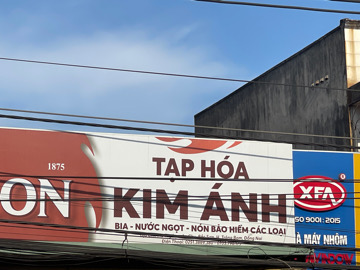 1875
ON
TẠP HÓA
KIM ÁNH
BIA - NƯỚC NGỌT - NÓN BẢO HIỂM CÁC LOẠI
XFA
SO 9001 : 2015
À MÁY NHÔM